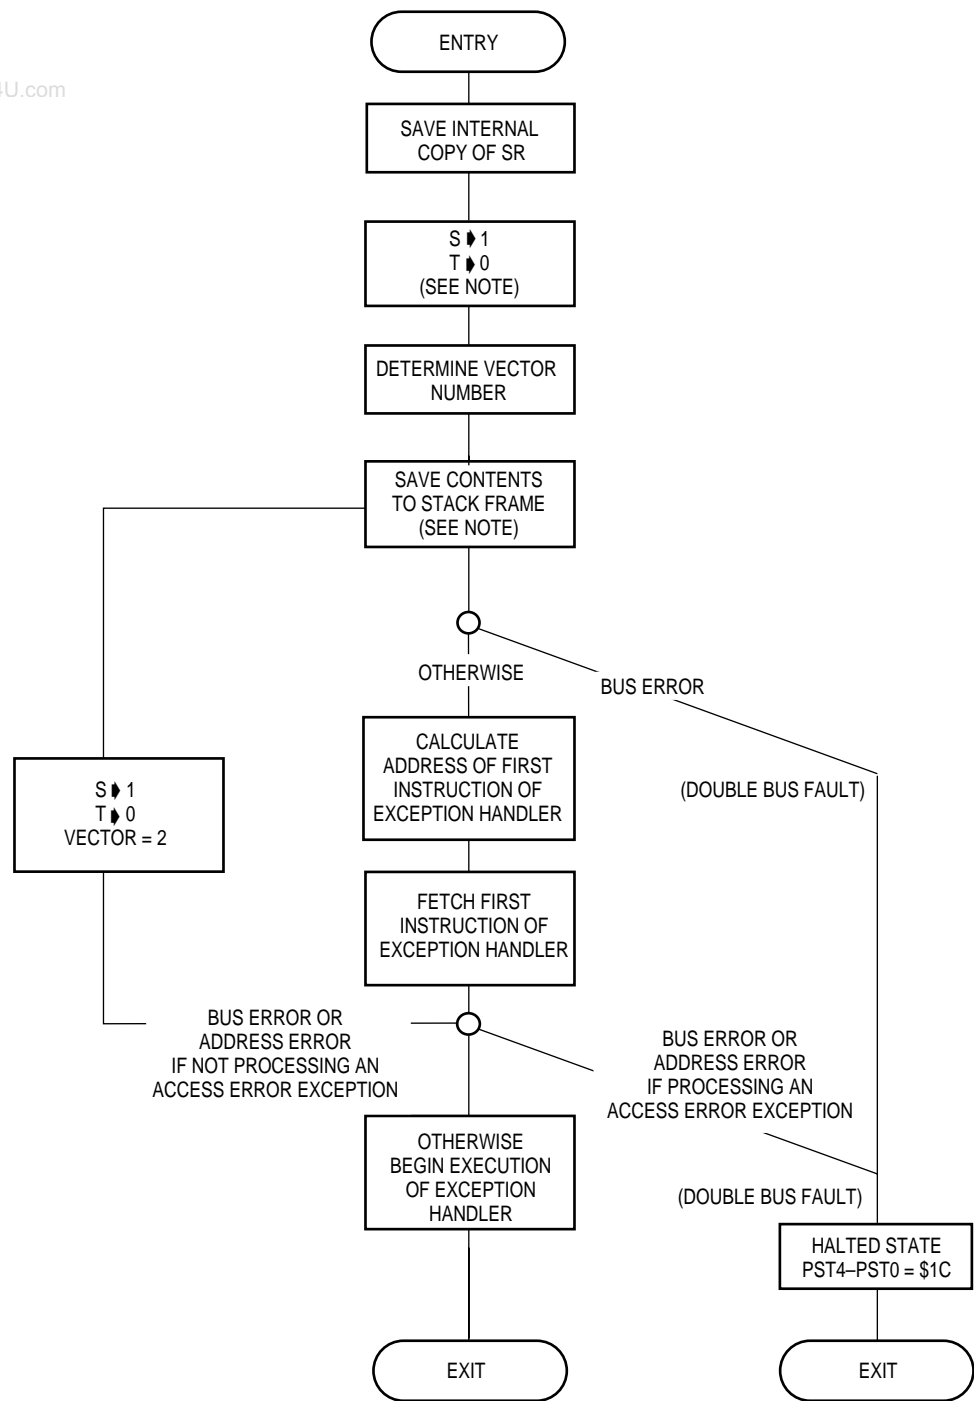 ENTRY
4U.com
SAVE INTERNAL
COPY OF SR
S ➧ 1
T ➧ 0
(SEE NOTE)
DETERMINE VECTOR
NUMBER
SAVE CONTENTS
TO STACK FRAME
(SEE NOTE)
OTHERWISE
BUS ERROR
CALCULATE
ADDRESS OF FIRST
INSTRUCTION OF
EXCEPTION HANDLER
(DOUBLE BUS FAULT)
S ➧ 1
T ➧ 0
VECTOR = 2
FETCH FIRST
INSTRUCTION OF
EXCEPTION HANDLER
BUS ERROR OR
ADDRESS ERROR
IF NOT PROCESSING AN
ACCESS ERROR EXCEPTION
BUS ERROR OR
ADDRESS ERROR
IF PROCESSING AN
ACCESS ERROR EXCEPTION
OTHERWISE
BEGIN EXECUTION
OF EXCEPTION
HANDLER
(DOUBLE BUS FAULT)
HALTED STATE
PST4–PST0 = $1C
EXIT
EXIT